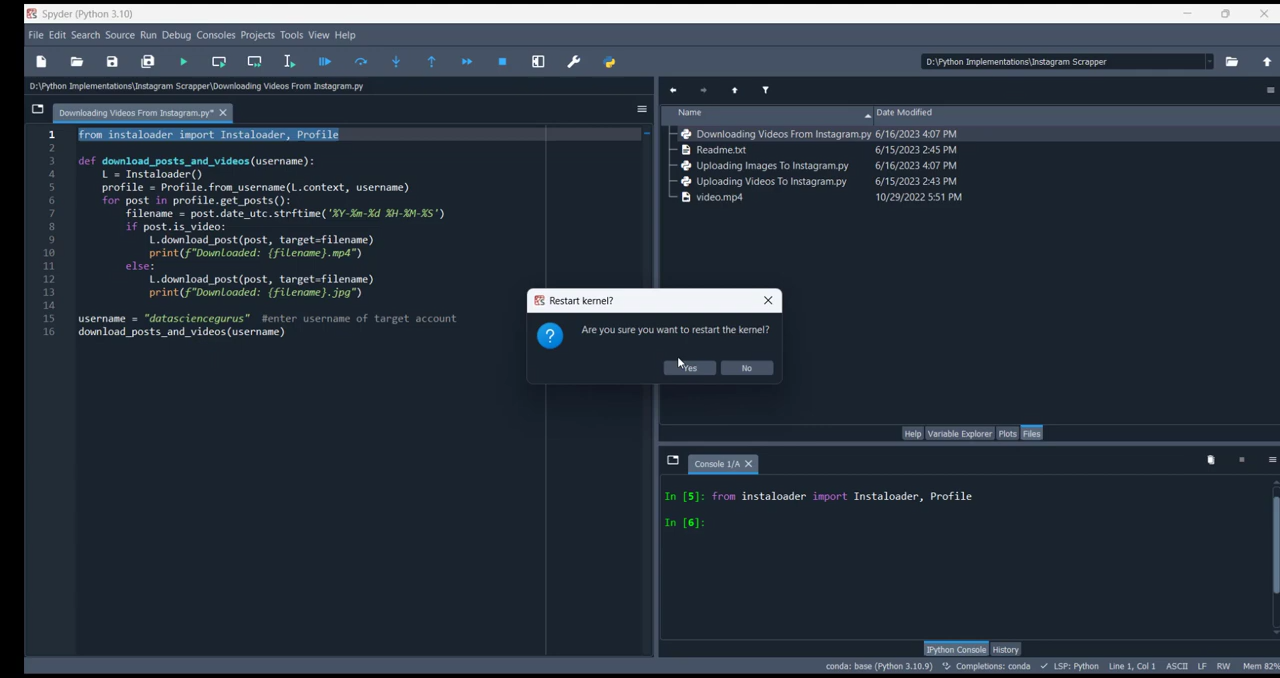 Spyder (Python 3.10)
File Edit Search Source Run Debug Consoles Projects Tools View Help
D:\Python Implementations\Instagram Scrapper
D:\Python Implementations\Instagram Scrapper\Downloading Videos From Instagram.py
Downloading Videos From Instagram.py*
1 from instaloader import Instaloader, Profile
2
3 def download_posts_and_videos(username):
4 L = Instaloader()
5 profile = Profile.from_username(L.context, username)
6 for post in profile.get_posts():
7 filename = post.date_utc.strftime('%Y-%m-%d %H-%M-%S')
8 if post.is_video:
9 L.download_post(post, target=filename)
10 print(f"Downloaded: {filename}.mp4")
11 else:
12 L.download_post(post, target=filename)
13 print(f"Downloaded: {filename}.jpg")
14
15 username = "datasciencegurus" #enter username of target account
16 download_posts_and_videos(username)
Name Date Modified
Downloading Videos From Instagram.py 6/16/2023 4:07 PM
Readme.txt 6/15/2023 2:45 PM
Uploading Images To Instagram.py 6/16/2023 4:07 PM
Uploading Videos To Instagram.py 6/15/2023 2:43 PM
video.mp4 10/29/2022 5:51 PM
Restart kernel?
Are you sure you want to restart the kernel?
Yes No
Help Variable Explorer Plots Files
Console 1/A
In [5]: from instaloader import Instaloader, Profile
In [6]:
IPython Console History
conda: base (Python 3.10.9) Completions: conda LSP: Python Line 1, Col 1 ASCII LF RW Mem 82%